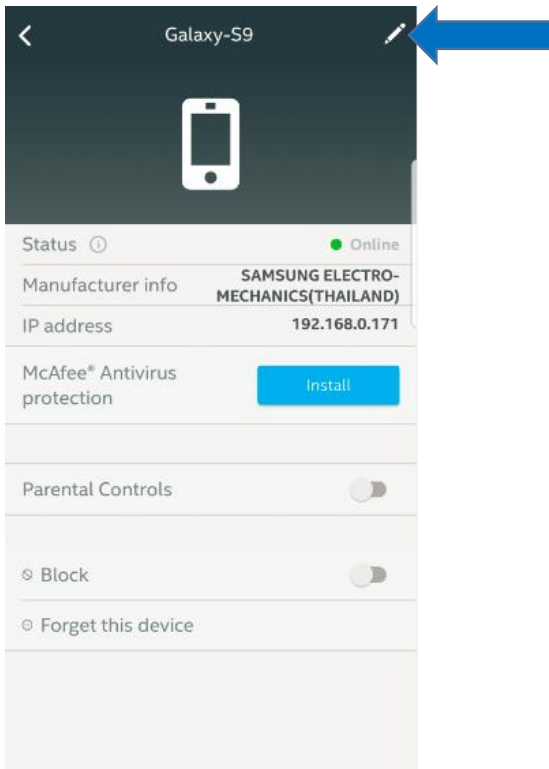 Galaxy-S9
Status
Online
Manufacturer info
SAMSUNG ELECTRO-
MECHANICS(THAILAND)
IP address
192.168.0.171
McAfee® Antivirus
protection
Install
Parental Controls
Block
Forget this device